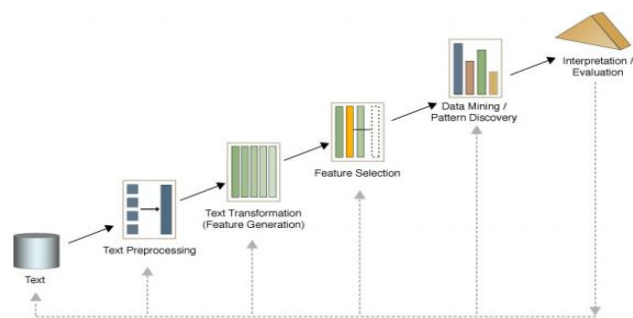 Text
Text Preprocessing
Text Transformation
(Feature Generation)
Feature Selection
Data Mining /
Pattern Discovery
Interpretation /
Evaluation